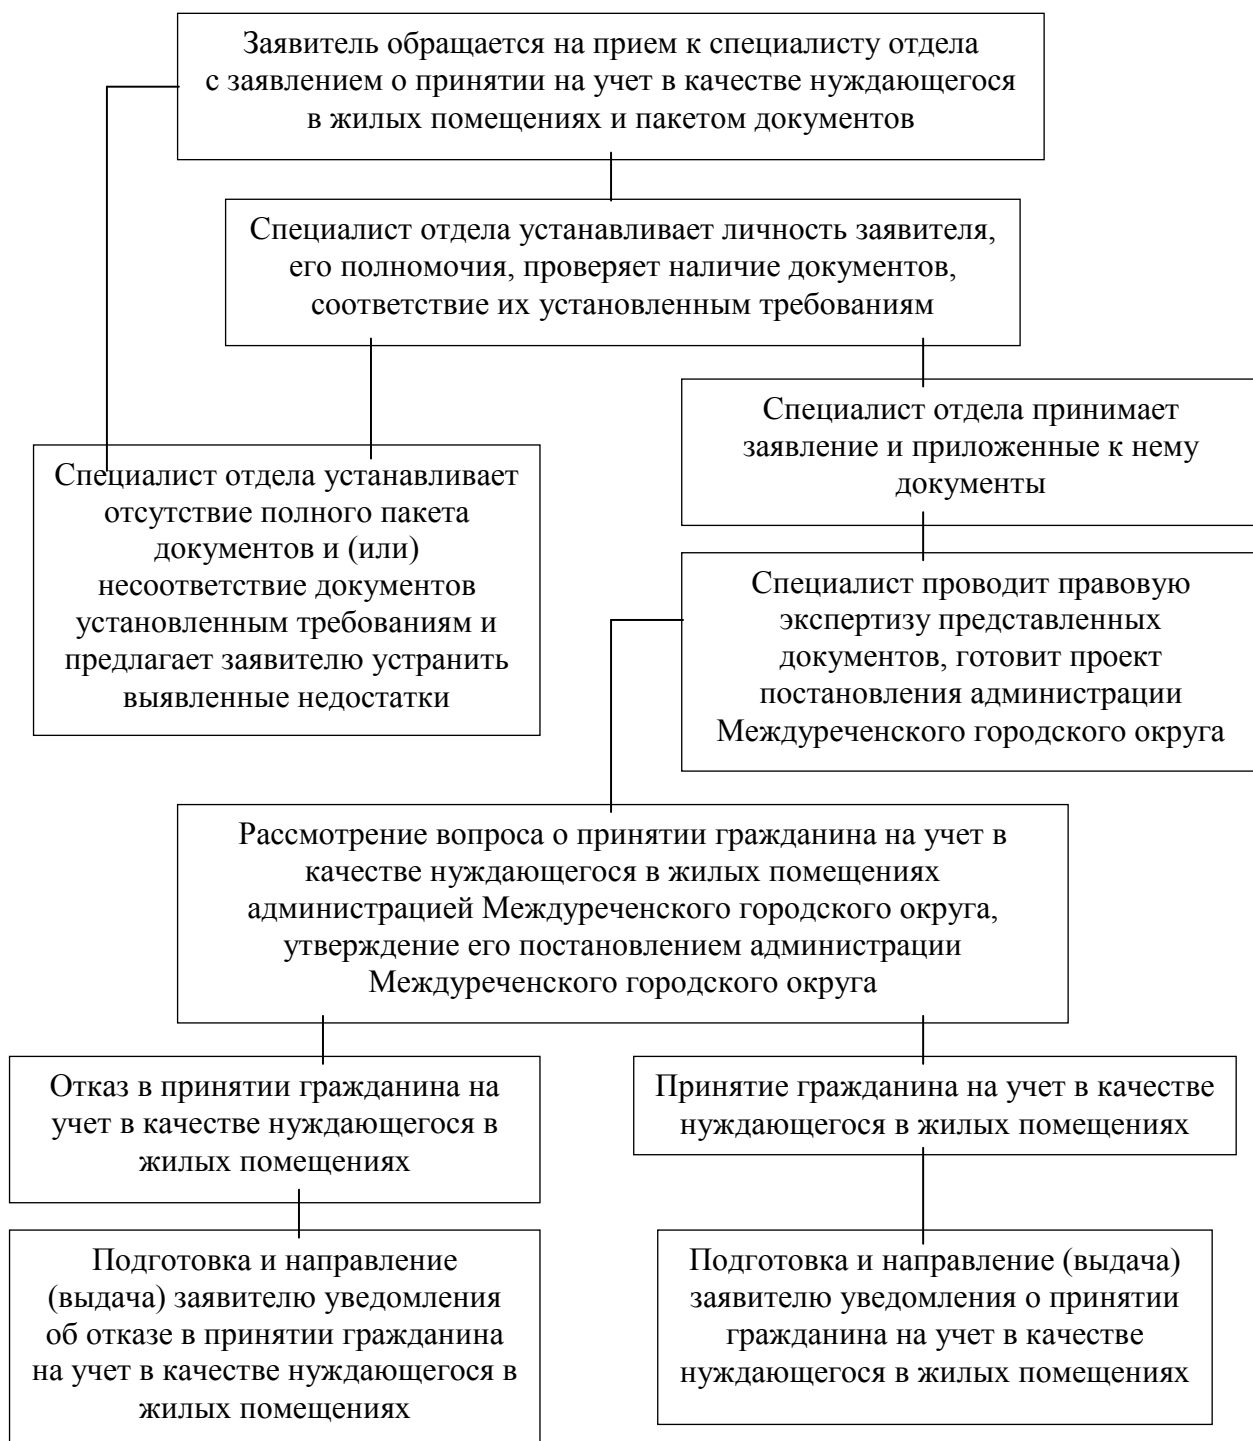 Заявитель обращается на прием к специалисту отдела
с заявлением о принятии на учет в качестве нуждающегося
в жилых помещениях и пакетом документов
Специалист отдела устанавливает личность заявителя,
его полномочия, проверяет наличие документов,
соответствие их установленным требованиям
Специалист отдела принимает
заявление и приложенные к нему
документы
Специалист отдела устанавливает
отсутствие полного пакета
документов и (или)
несоответствие документов
установленным требованиям и
предлагает заявителю устранить
выявленные недостатки
Специалист проводит правовую
экспертизу представленных
документов, готовит проект
постановления администрации
Междуреченского городского округа
Рассмотрение вопроса о принятии гражданина на учет в
качестве нуждающегося в жилых помещениях
администрацией Междуреченского городского округа,
утверждение его постановлением администрации
Междуреченского городского округа
Отказ в принятии гражданина на
учет в качестве нуждающегося в
жилых помещениях
Принятие гражданина на учет в качестве
нуждающегося в жилых помещениях
Подготовка и направление
(выдача) заявителю уведомления
об отказе в принятии гражданина
на учет в качестве нуждающегося в
жилых помещениях
Подготовка и направление (выдача)
заявителю уведомления о принятии
гражданина на учет в качестве
нуждающегося в жилых помещениях